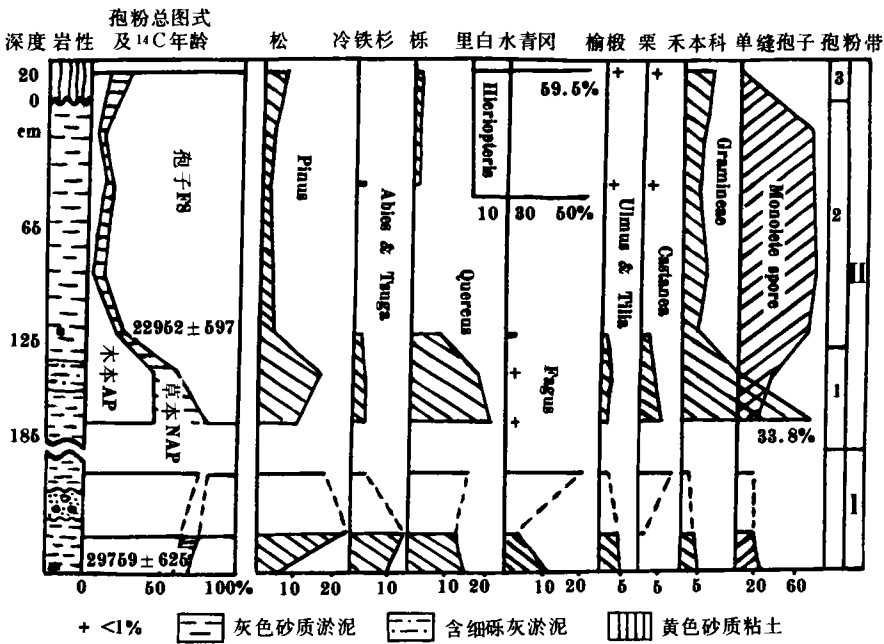 孢粉总图式
深度 岩性 及¹⁴C年龄 松 冷铁杉 栎 里白 水青冈 榆椴 栗 禾本科 单缝孢子 孢粉带
20
0
cm
65
125
185
孢子FS
22952±597
木本AP
草本NAP
29759±625
Pinus
Abies & Tsuga
Quercus
Hicriopteris
59.5%
10 30 50%
Fagus
Ulmus & Tilia
Castanea
Gramineae
Monolete spore
33.8%
+ +
+ +
+
+
3
2
1
II
I
0 50 100% 10 20 10 10 20 10 20 5 5 5 20 60
+ <1% 灰色砂质淤泥 含细砾灰淤泥 黄色砂质粘土